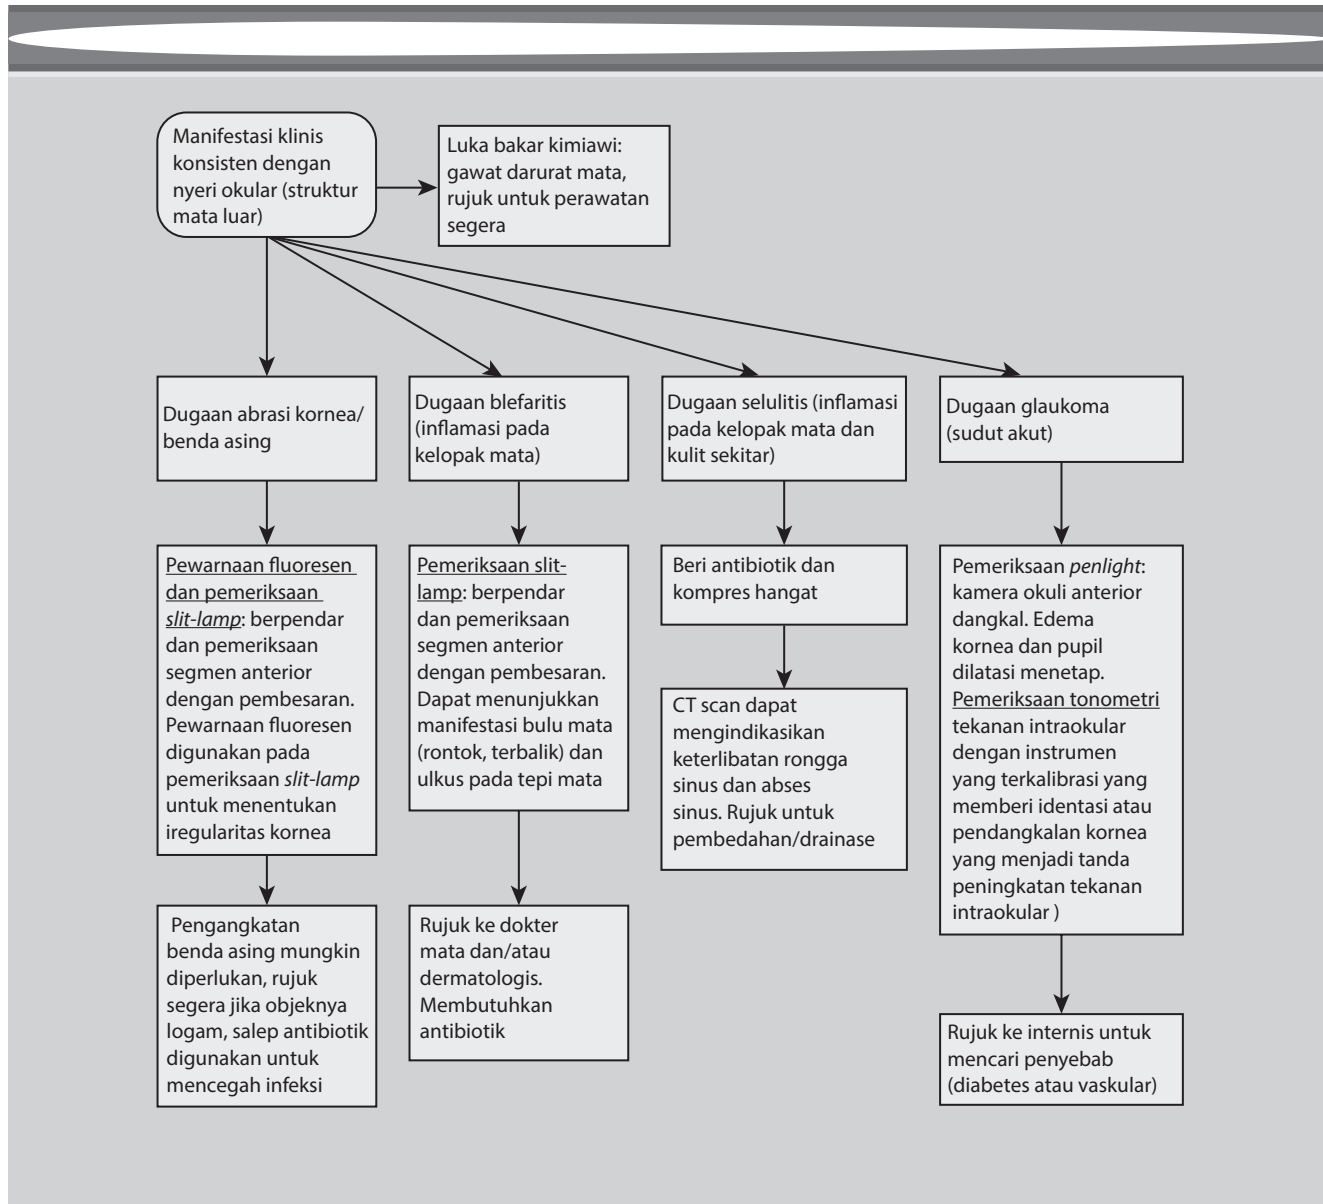 Manifestasi klinis
konsisten dengan
nyeri okular (struktur
mata luar)
Luka bakar kimiawi:
gawat darurat mata,
rujuk untuk perawatan
segera
Dugaan abrasi kornea/
benda asing
Dugaan blefaritis
(inflamasi pada
kelopak mata)
Dugaan selulitis (inflamasi
pada kelopak mata dan
kulit sekitar)
Dugaan glaukoma
(sudut akut)
Pewarnaan fluoresen
dan pemeriksaan
slit-lamp: berpendar
dan pemeriksaan
segmen anterior
dengan pembesaran.
Pewarnaan fluoresen
digunakan pada
pemeriksaan slit-lamp
untuk menentukan
iregularitas kornea
Pemeriksaan slit-
lamp: berpendar
dan pemeriksaan
segmen anterior
dengan pembesaran.
Dapat menunjukkan
manifestasi bulu mata
(rontok, terbalik) dan
ulkus pada tepi mata
Beri antibiotik dan
kompres hangat
Pemeriksaan penlight:
kamera okuli anterior
dangkal. Edema
kornea dan pupil
dilatasi menetap.
Pemeriksaan tonometri
tekanan intraokular
dengan instrumen
yang terkalibrasi yang
memberi identasi atau
pendangkalan kornea
yang menjadi tanda
peningkatan tekanan
intraokular )
CT scan dapat
mengindikasikan
keterlibatan rongga
sinus dan abses
sinus. Rujuk untuk
pembedahan/drainase
Pengangkatan
benda asing mungkin
diperlukan, rujuk
segera jika objeknya
logam, salep antibiotik
digunakan untuk
mencegah infeksi
Rujuk ke dokter
mata dan/atau
dermatologis.
Membutuhkan
antibiotik
Rujuk ke internis untuk
mencari penyebab
(diabetes atau vaskular)